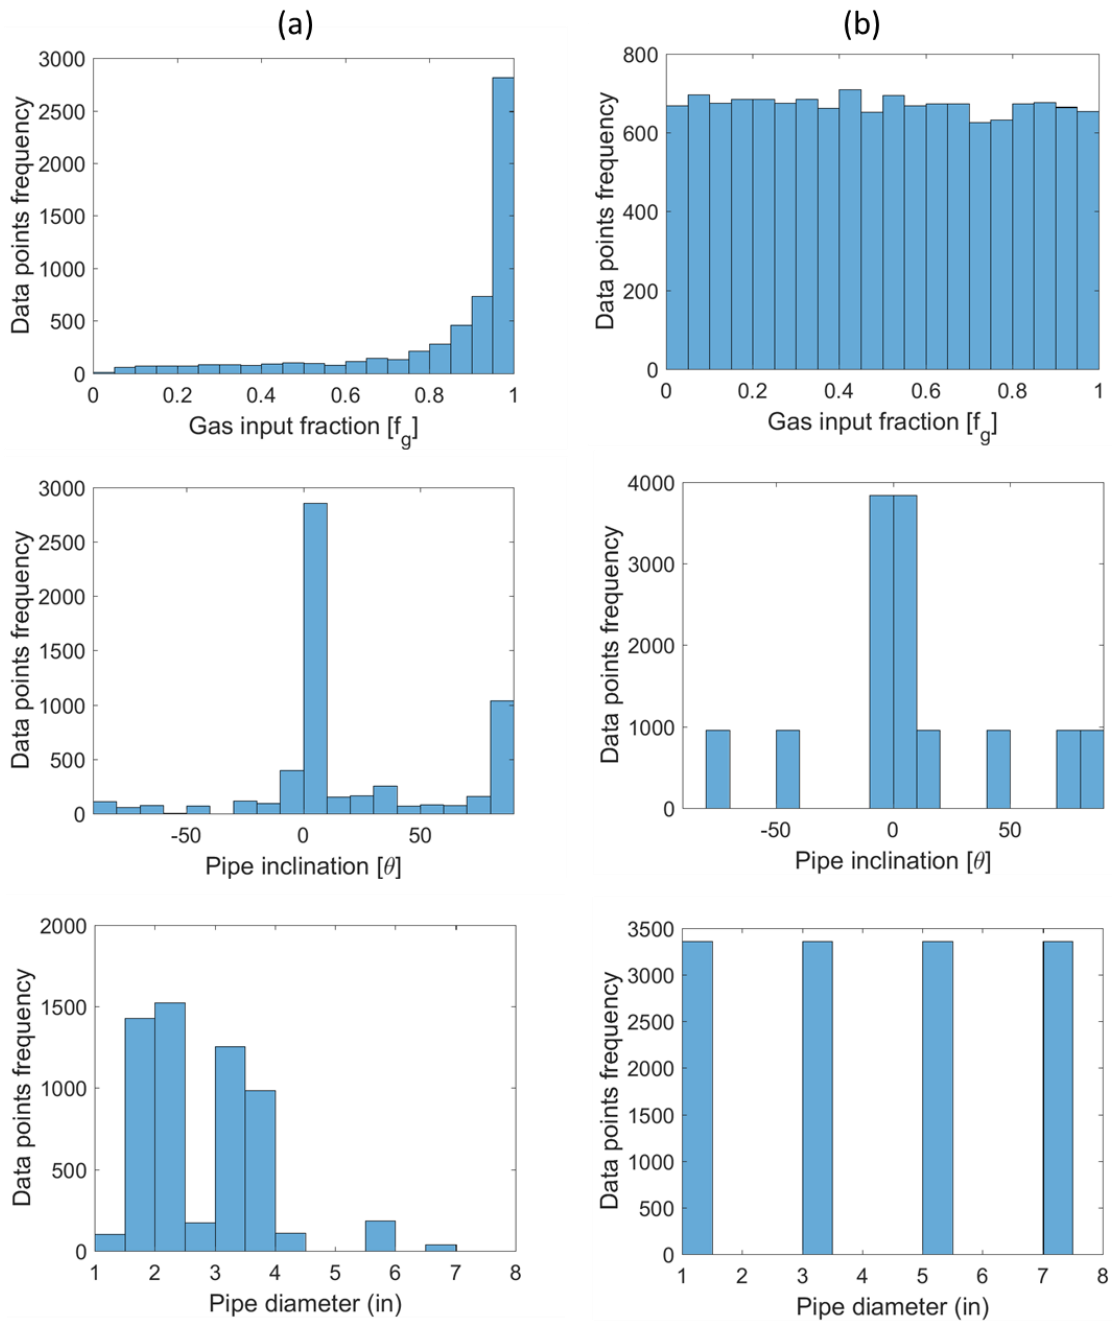 (a)
(b)
3000
2500
2000
1500
1000
500
0
Data points frequency
0 0.2 0.4 0.6 0.8 1
Gas input fraction [f_g]
800
600
400
200
0
Data points frequency
0 0.2 0.4 0.6 0.8 1
Gas input fraction [f_g]
3000
2500
2000
1500
1000
500
0
Data points frequency
-50 0 50
Pipe inclination [θ]
4000
3000
2000
1000
0
Data points frequency
-50 0 50
Pipe inclination [θ]
2000
1500
1000
500
0
Data points frequency
1 2 3 4 5 6 7 8
Pipe diameter (in)
3500
3000
2500
2000
1500
1000
500
0
Data points frequency
1 2 3 4 5 6 7 8
Pipe diameter (in)